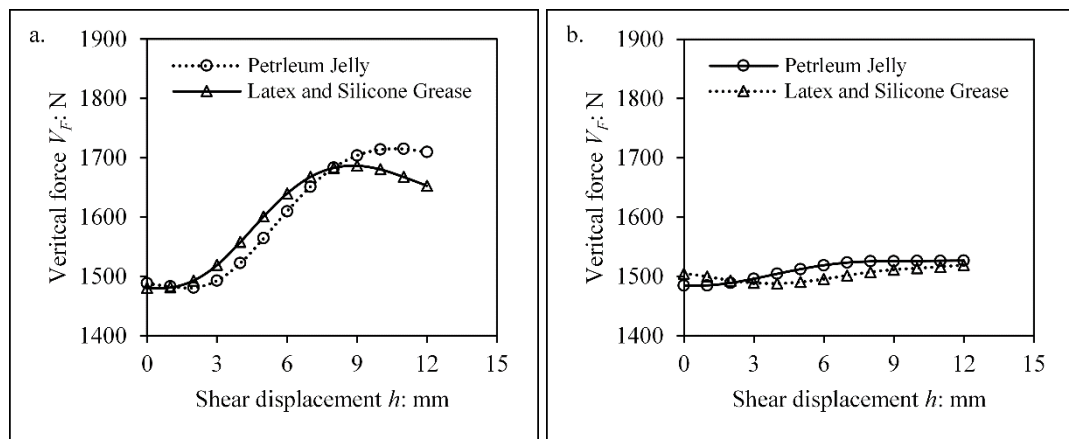 a.
1900
1800
1700
1600
1500
1400
Veritcal force V_F: N
Petrleum Jelly
Latex and Silicone Grease
0 3 6 9 12 15
Shear displacement h: mm
b.
1900
1800
1700
1600
1500
1400
Veritcal force V_F: N
Petrleum Jelly
Latex and Silicone Grease
0 3 6 9 12 15
Shear displacement h: mm